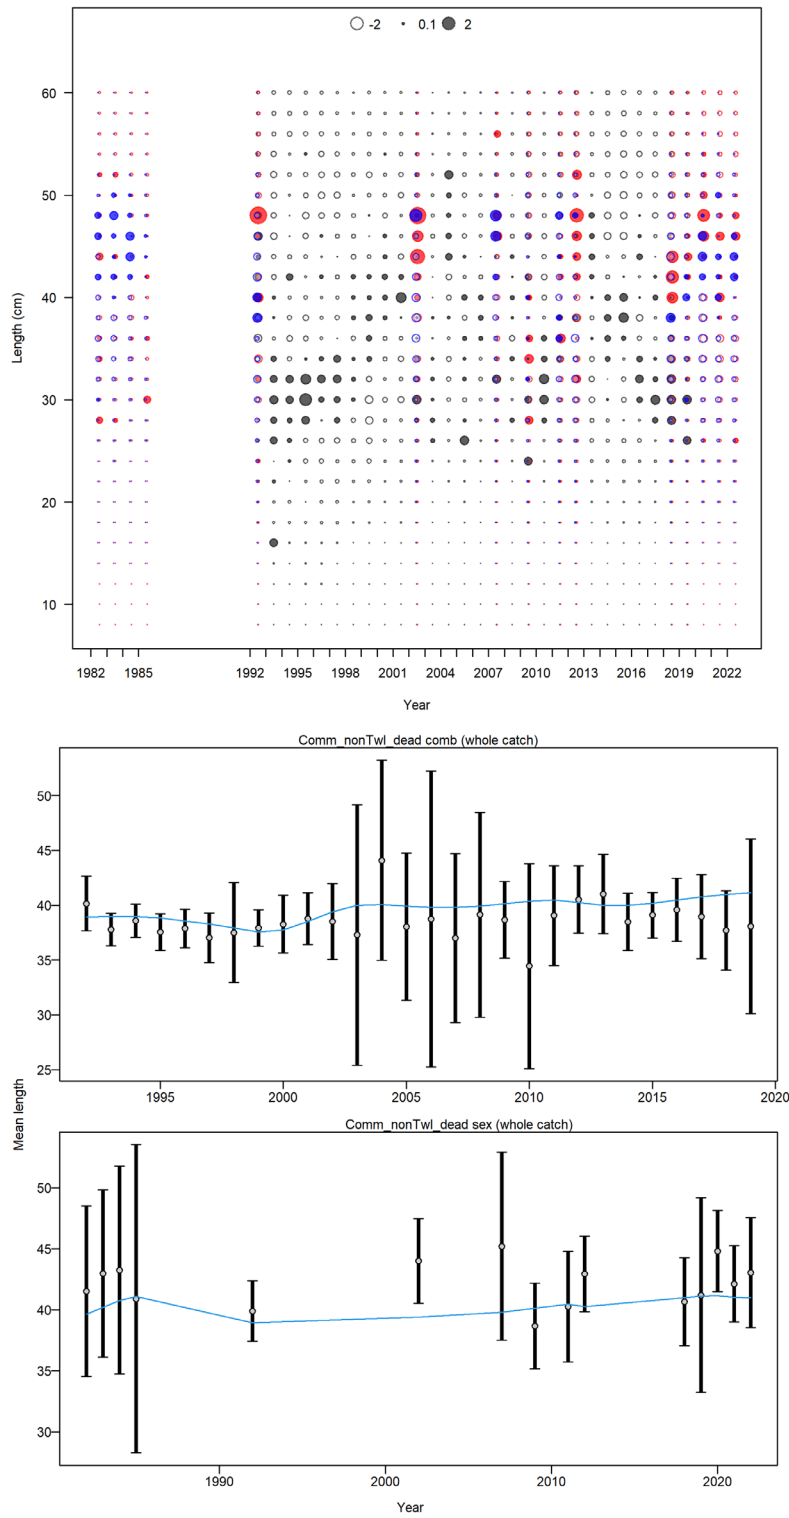 -2 0.1 2
60
50
40
30
20
10
Length (cm)
1982 1985 1992 1995 1998 2001 2004 2007 2010 2013 2016 2019 2022
Year
Comm_nonTwl_dead comb (whole catch)
50
45
40
35
30
25
1995 2000 2005 2010 2015 2020
Mean length
Comm_nonTwl_dead sex (whole catch)
50
45
40
35
30
1990 2000 2010 2020
Year